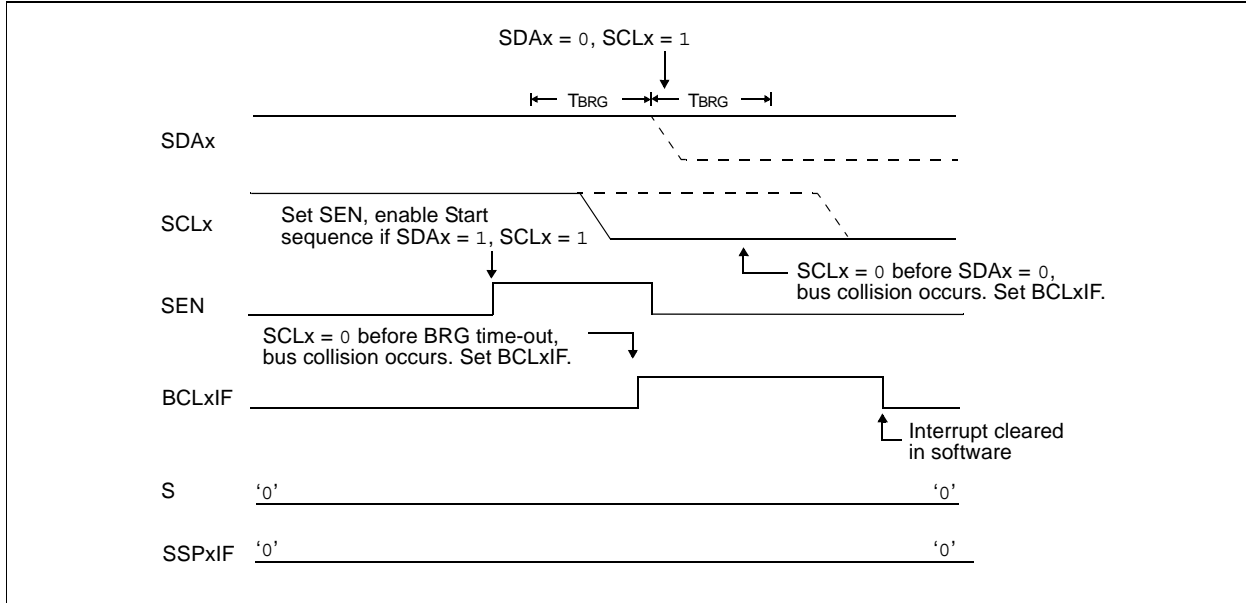 SDAx = 0, SCLx = 1
TBRG TBRG
SDAx
SCLx
Set SEN, enable Start
sequence if SDAx = 1, SCLx = 1
SCLx = 0 before SDAx = 0,
bus collision occurs. Set BCLxIF.
SEN
SCLx = 0 before BRG time-out,
bus collision occurs. Set BCLxIF.
BCLxIF
Interrupt cleared
in software
S ‘0’ ‘0’
SSPxIF ‘0’ ‘0’